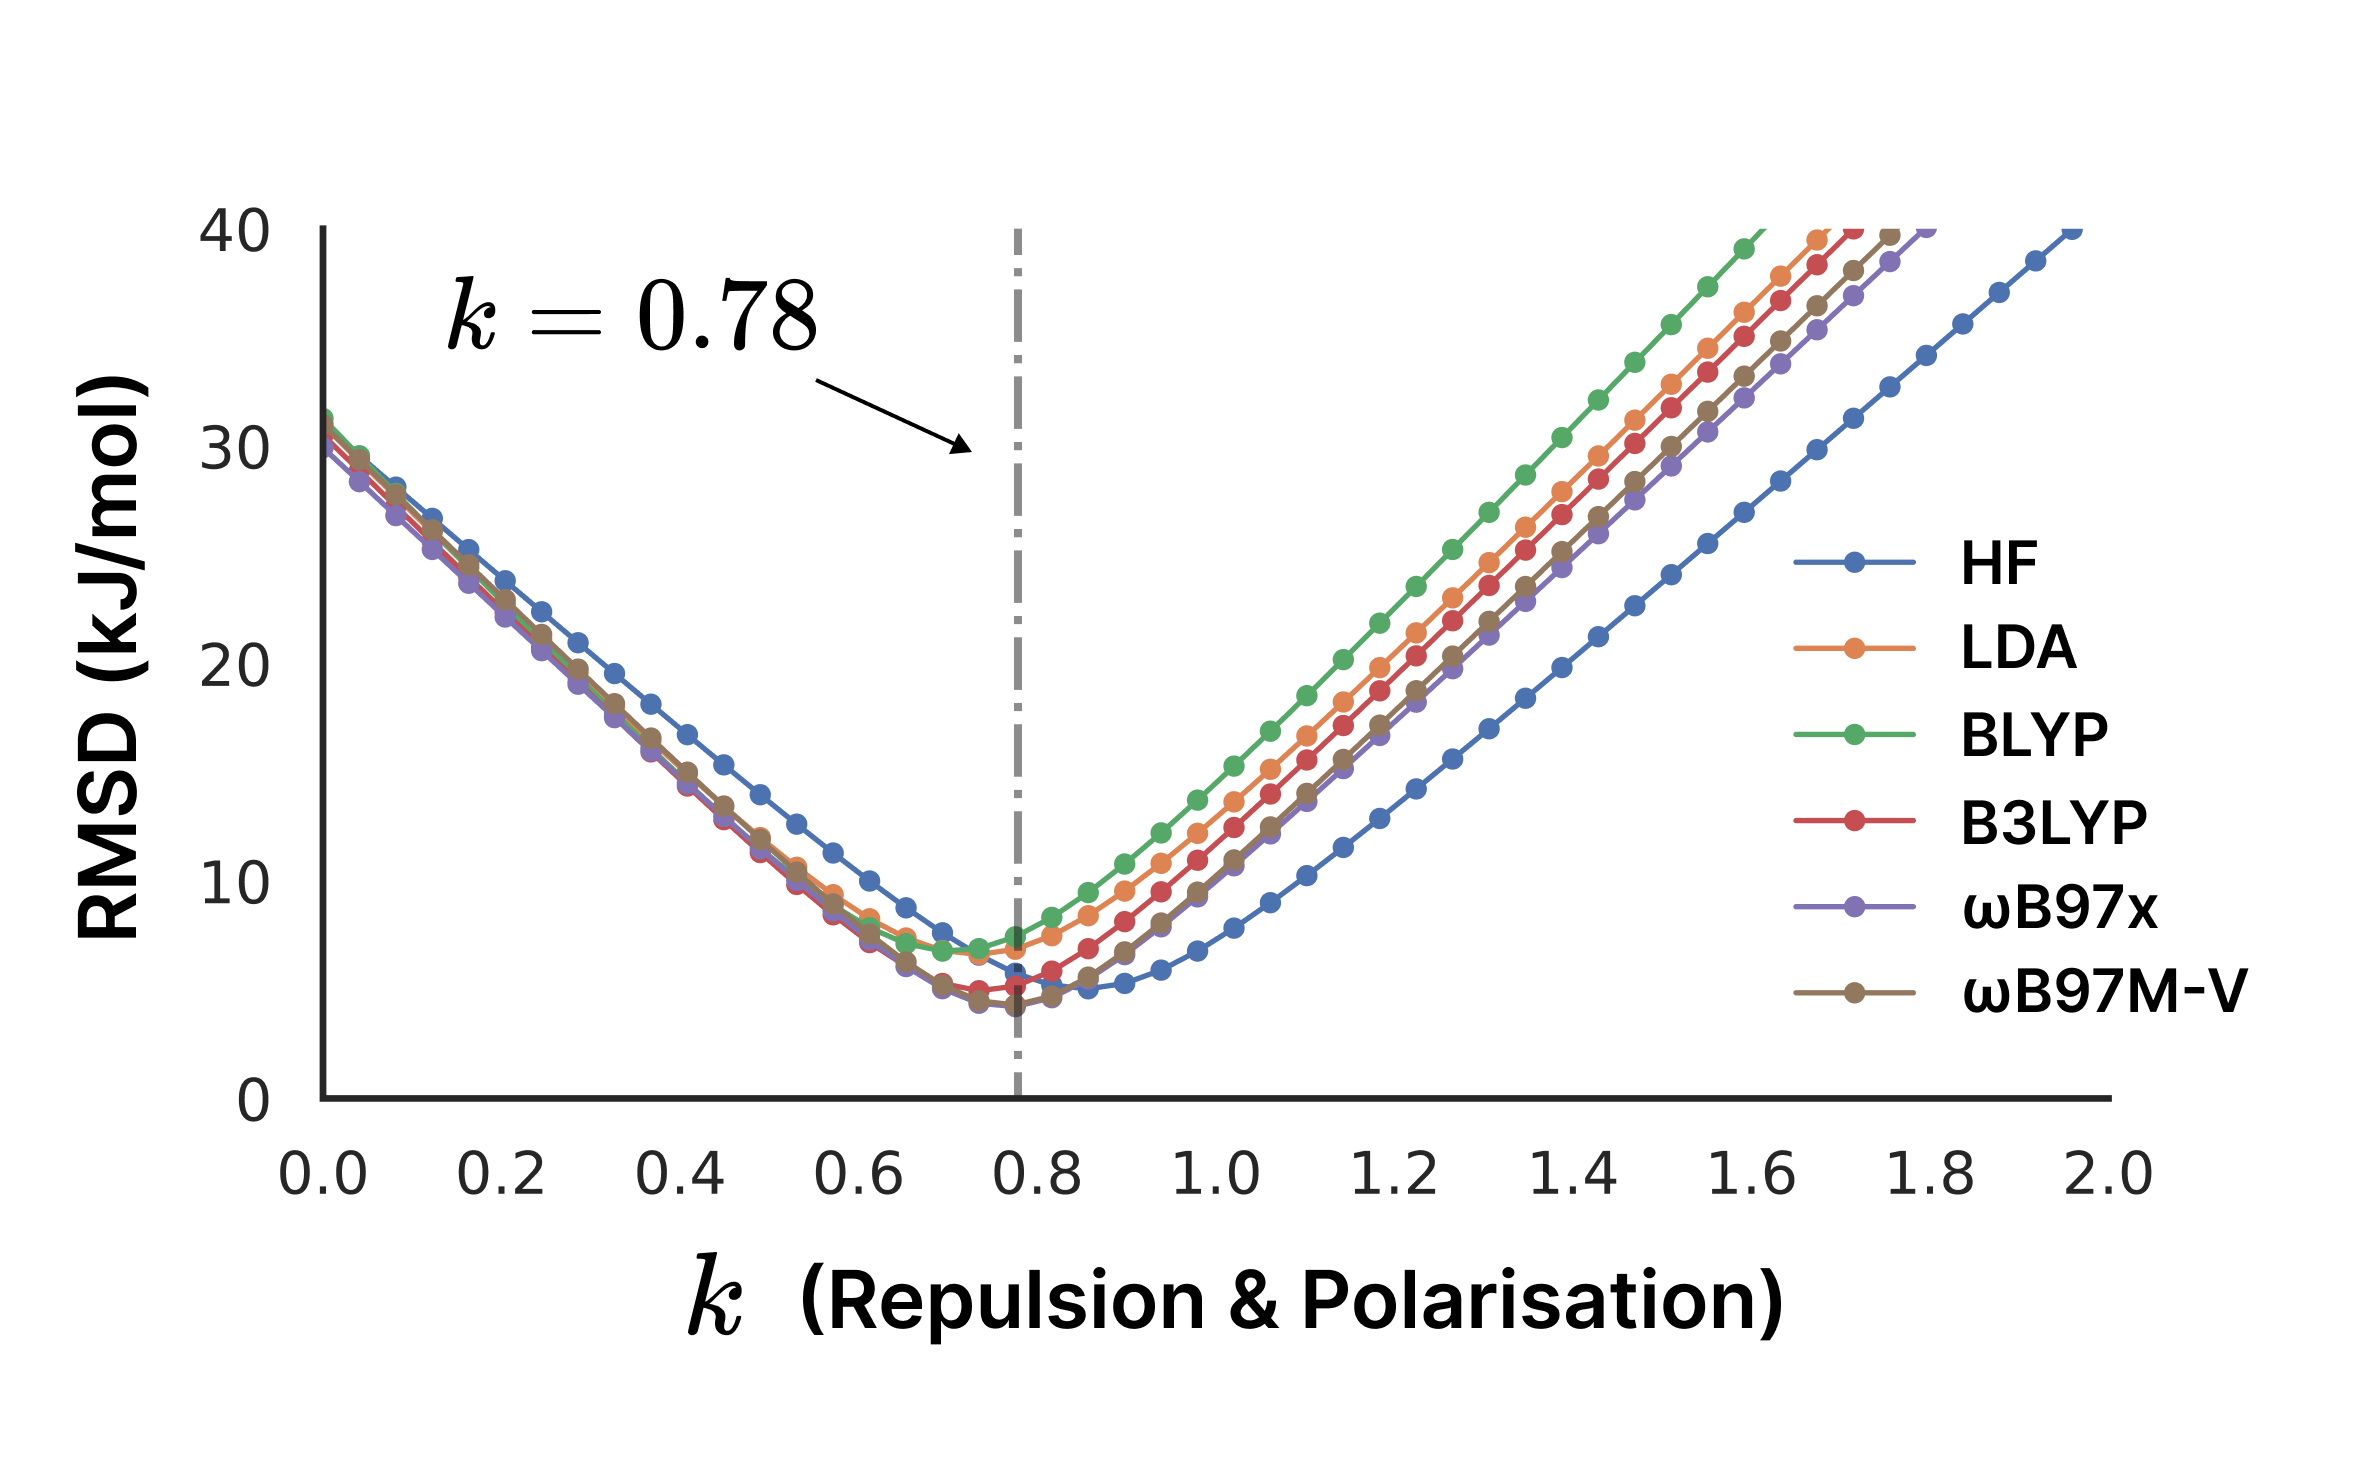 40
30
20
10
0
RMSD (kJ/mol)
k = 0.78
HF
LDA
BLYP
B3LYP
ωB97x
ωB97M-V
0.0 0.2 0.4 0.6 0.8 1.0 1.2 1.4 1.6 1.8 2.0
k (Repulsion & Polarisation)